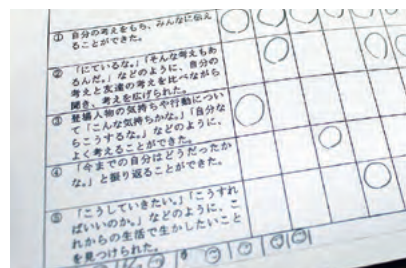 ① 自分の考えをもち、みんなに伝え
ることができた。
② 「にているな。」「そんな考えもあ
るんだ。」などのように、自分の
考えと友達の考えを比べながら
聞き、考えを広げられた。
③ 登場人物の気持ちや行動につい
て「こんな気持ちかな。」「自分な
らこうするな。」などのように、
よく考えることができた。
④ 「今までの自分はどうだったか
な。」と振り返ることができた。
⑤ 「こうしていきたい。」「こうすれ
ばいいのか。」などのように、こ
れからの生活で生かしたいこと
を見つけられた。